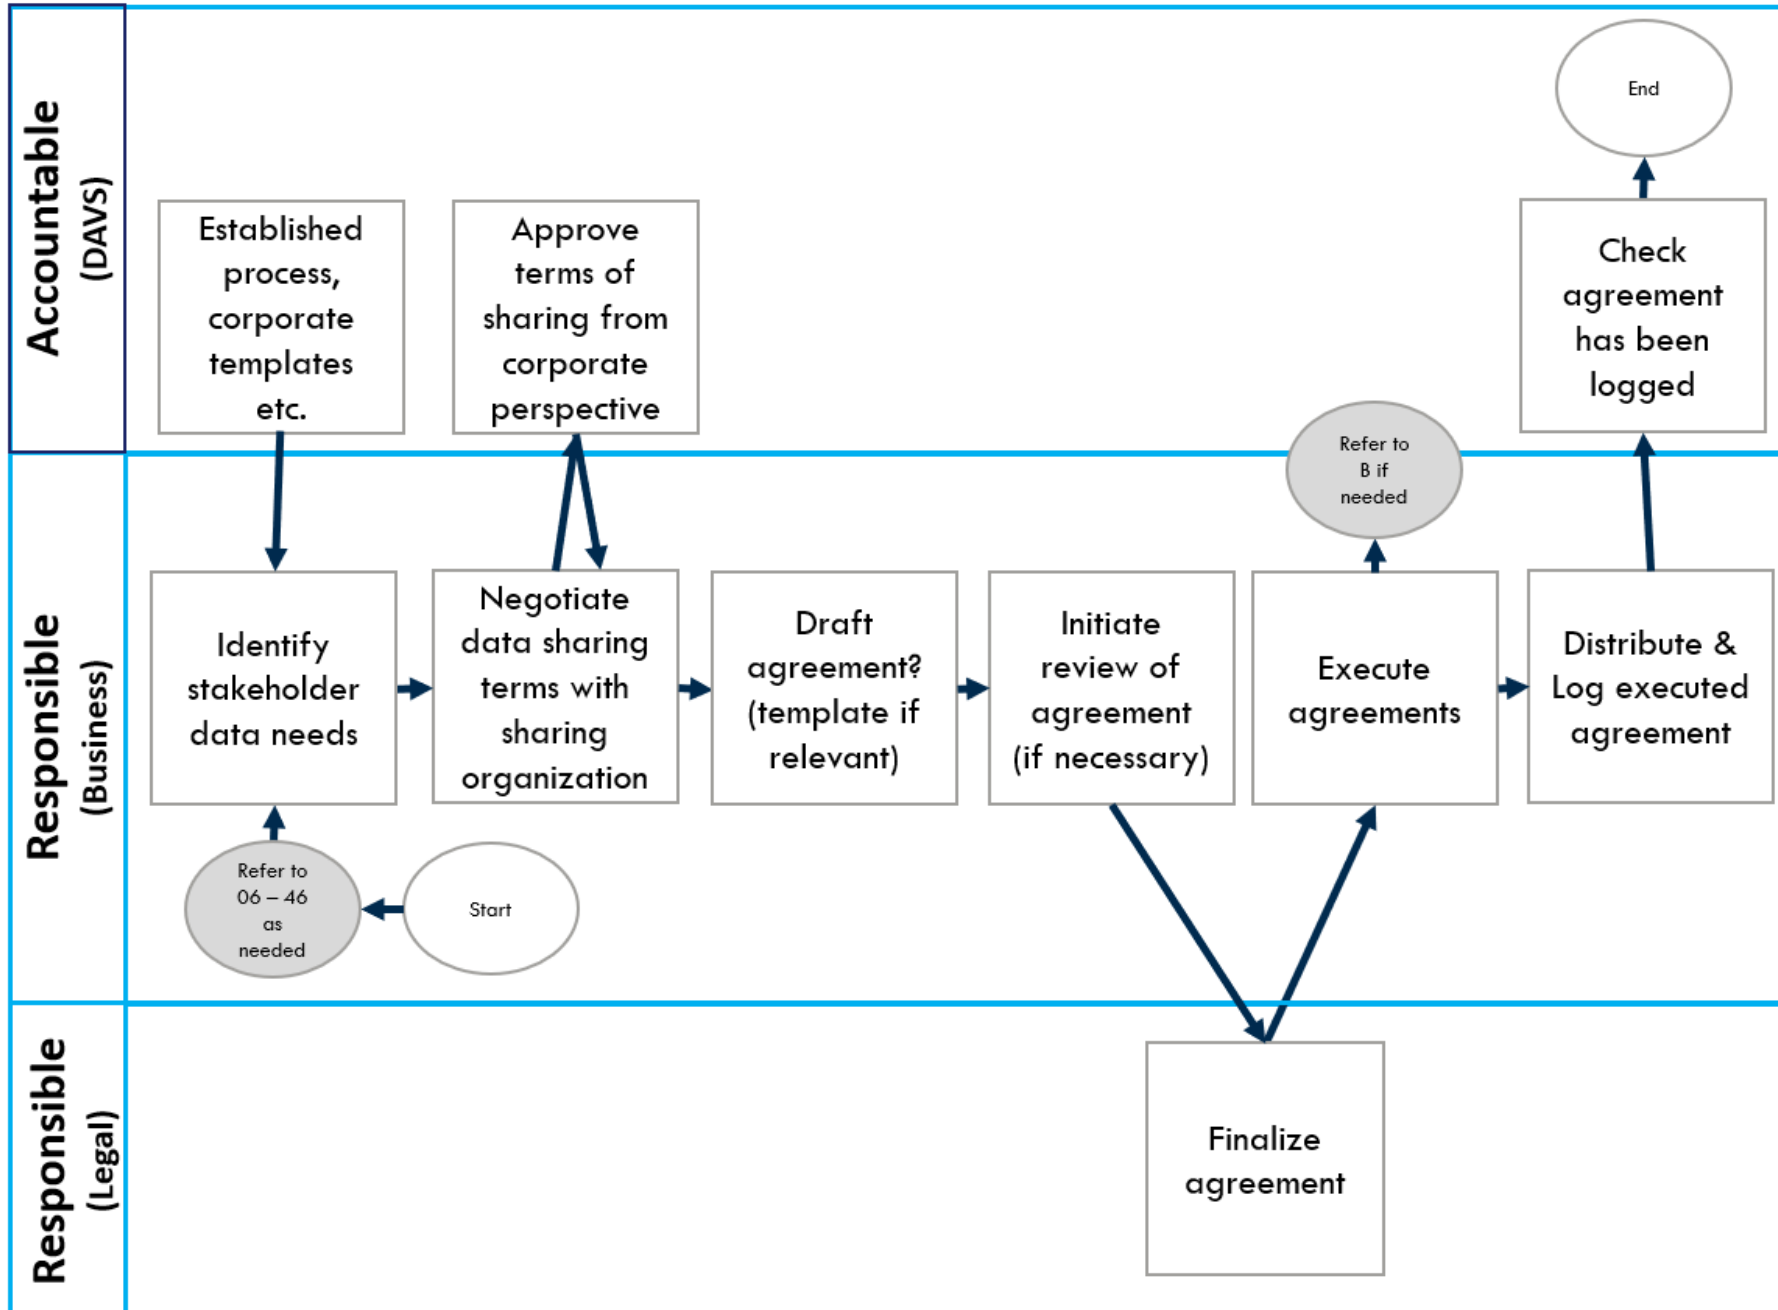 Accountable
(DAVS)
Established
process,
corporate
templates
etc.
Approve
terms of
sharing from
corporate
perspective
End
Check
agreement
has been
logged
Responsible
(Business)
Identify
stakeholder
data needs
Negotiate
data sharing
terms with
sharing
organization
Draft
agreement?
(template if
relevant)
Initiate
review of
agreement
(if necessary)
Refer to
B if
needed
Execute
agreements
Distribute &
Log executed
agreement
Refer to
06 – 46
as
needed
Start
Responsible
(Legal)
Finalize
agreement